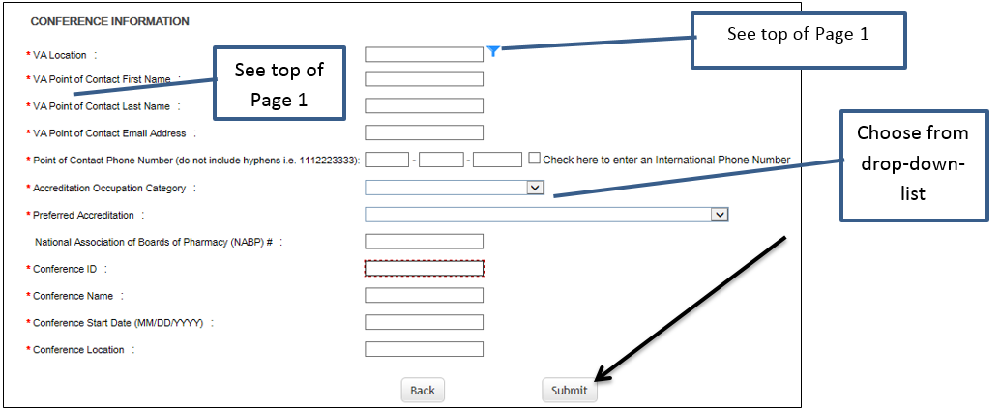 CONFERENCE INFORMATION
* VA Location :
See top of Page 1
* VA Point of Contact First Name :
See top of
Page 1
* VA Point of Contact Last Name :
* VA Point of Contact Email Address :
* Point of Contact Phone Number (do not include hyphens i.e. 1112223333):
- -
Check here to enter an International Phone Number
Choose from
drop-down-
list
* Accreditation Occupation Category :
* Preferred Accreditation :
National Association of Boards of Pharmacy (NABP) # :
* Conference ID :
* Conference Name :
* Conference Start Date (MM/DD/YYYY) :
* Conference Location :
Back
Submit